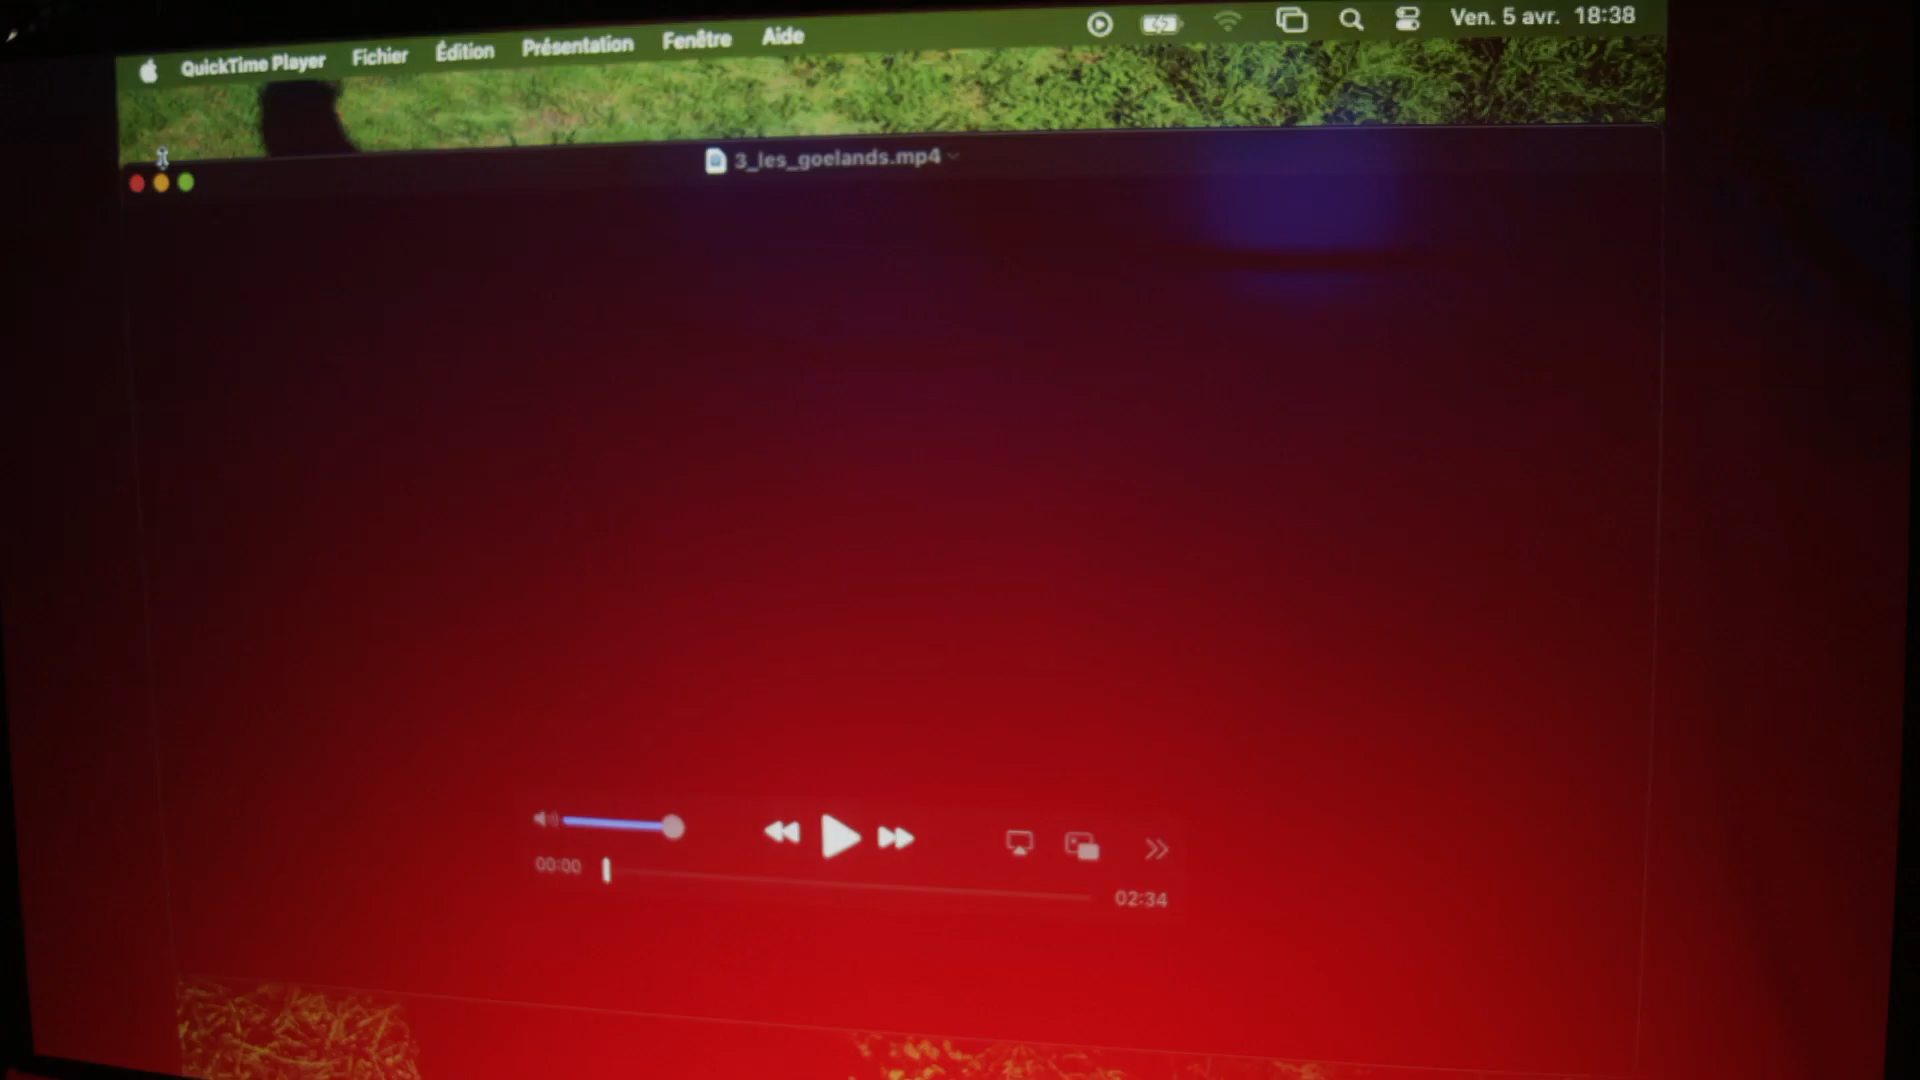 QuickTime Player Fichier Édition Présentation Fenêtre Aide Ven. 5 avr. 18:38
3_les_goelands.mp4
00:00 02:34